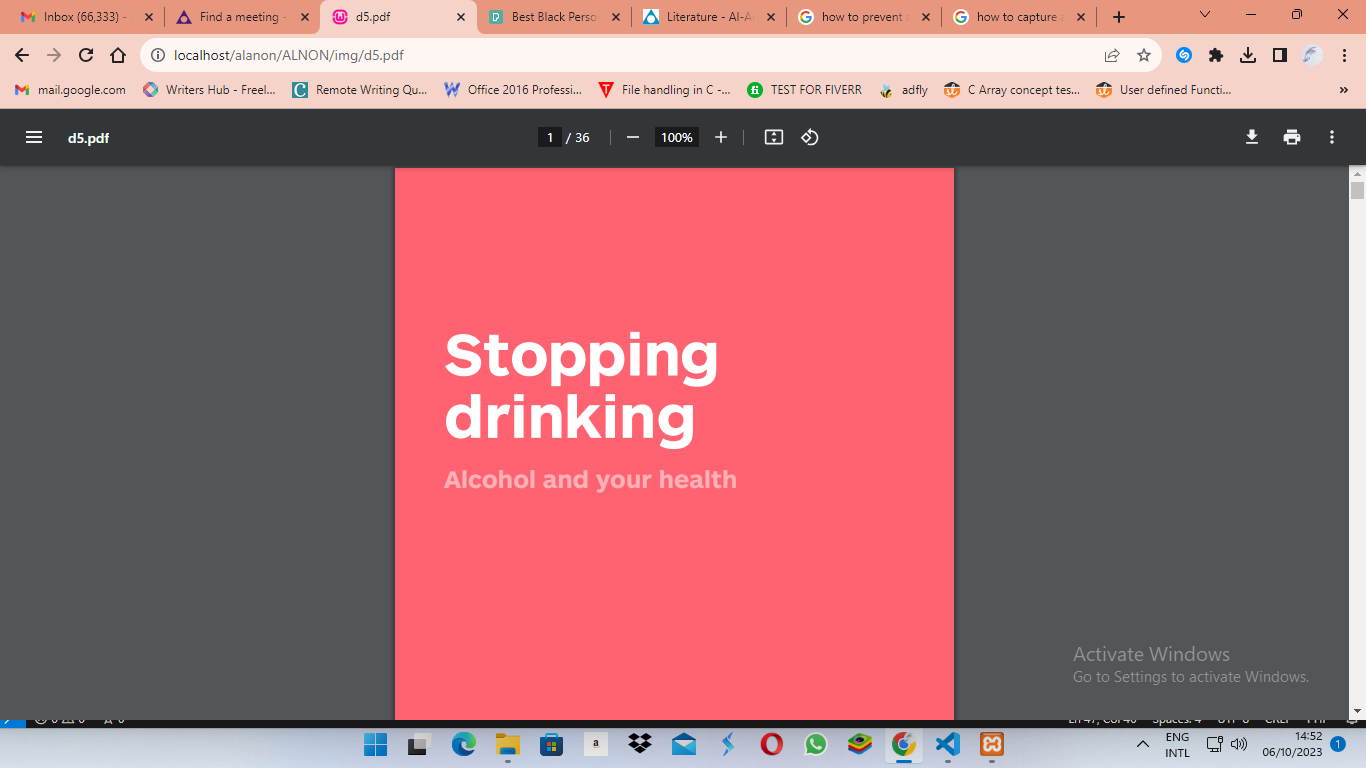 Inbox (66,333) -
Find a meeting -
d5.pdf
Best Black Perso
Literature - Al-A
how to prevent
how to capture
localhost/alanon/ALNON/img/d5.pdf
mail.google.com
Writers Hub - Freel...
Remote Writing Qu...
Office 2016 Professi...
File handling in C -...
TEST FOR FIVERR
adfly
C Array concept tes...
User defined Functi...
»
d5.pdf
1 / 36
100%
Stopping
drinking
Alcohol and your health
Activate Windows
Go to Settings to activate Windows.
ENG
INTL
14:52
06/10/2023
1